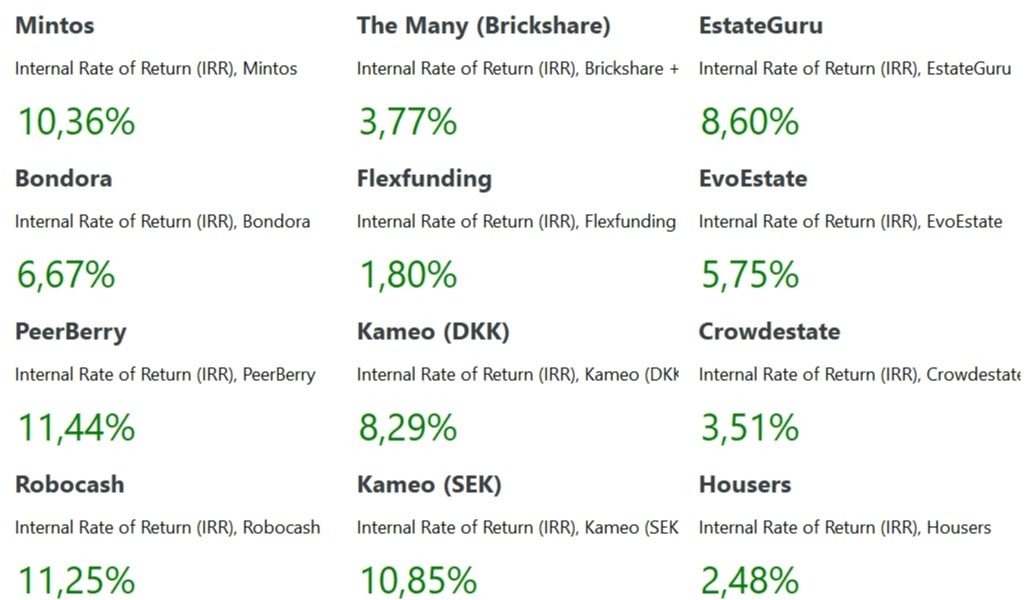 Mintos
Internal Rate of Return (IRR), Mintos
10,36%
The Many (Brickshare)
Internal Rate of Return (IRR), Brickshare +
3,77%
EstateGuru
Internal Rate of Return (IRR), EstateGuru
8,60%
Bondora
Internal Rate of Return (IRR), Bondora
6,67%
Flexfunding
Internal Rate of Return (IRR), Flexfunding
1,80%
EvoEstate
Internal Rate of Return (IRR), EvoEstate
5,75%
PeerBerry
Internal Rate of Return (IRR), PeerBerry
11,44%
Kameo (DKK)
Internal Rate of Return (IRR), Kameo (DKK
8,29%
Crowdestate
Internal Rate of Return (IRR), Crowdestate
3,51%
Robocash
Internal Rate of Return (IRR), Robocash
11,25%
Kameo (SEK)
Internal Rate of Return (IRR), Kameo (SEK
10,85%
Housers
Internal Rate of Return (IRR), Housers
2,48%